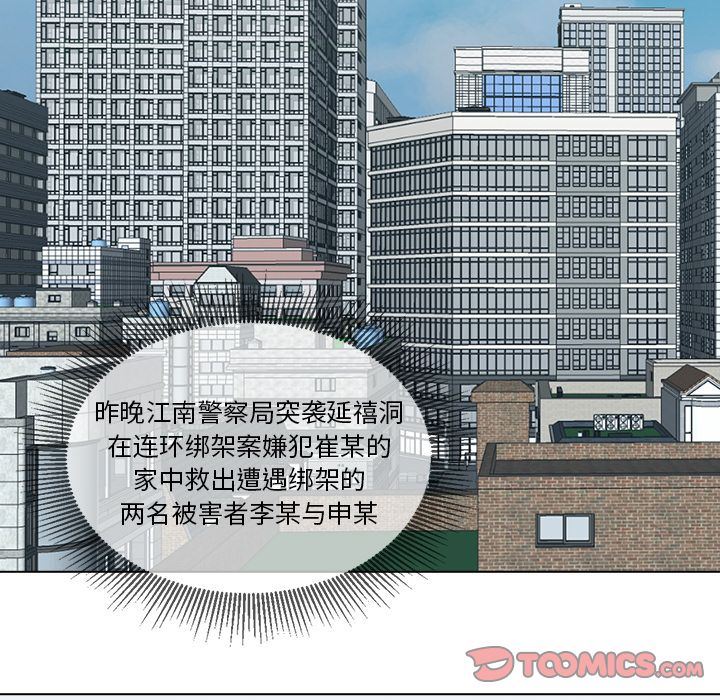 昨晚江南警察局突袭延禧洞
在连环绑架案嫌犯崔某的
家中救出遭遇绑架的
两名被害者李某与申某
TOOMICS.com